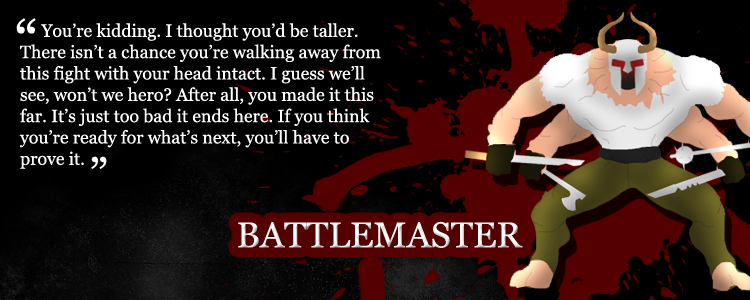 “ You’re kidding. I thought you’d be taller.
There isn’t a chance you’re walking away from
this fight with your head intact. I guess we’ll
see, won’t we hero? After all, you made it this
far. It’s just too bad it ends here. If you think
you’re ready for what’s next, you’ll have to
prove it. ”
BATTLEMASTER